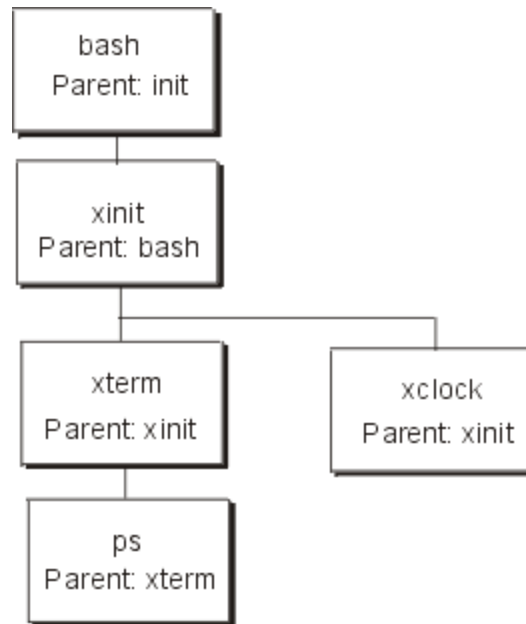 bash
Parent: init
xinit
Parent: bash
xterm
Parent: xinit
xclock
Parent: xinit
ps
Parent: xterm